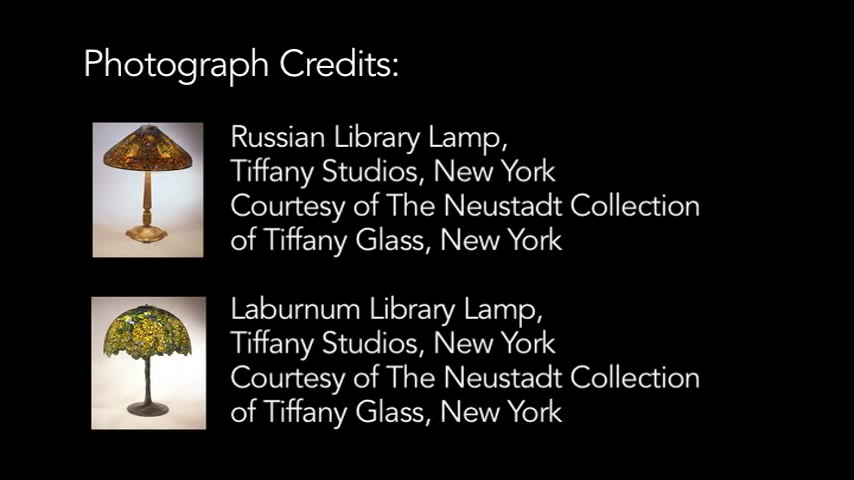 Photograph Credits:
Russian Library Lamp,
Tiffany Studios, New York
Courtesy of The Neustadt Collection
of Tiffany Glass, New York
Laburnum Library Lamp,
Tiffany Studios, New York
Courtesy of The Neustadt Collection
of Tiffany Glass, New York